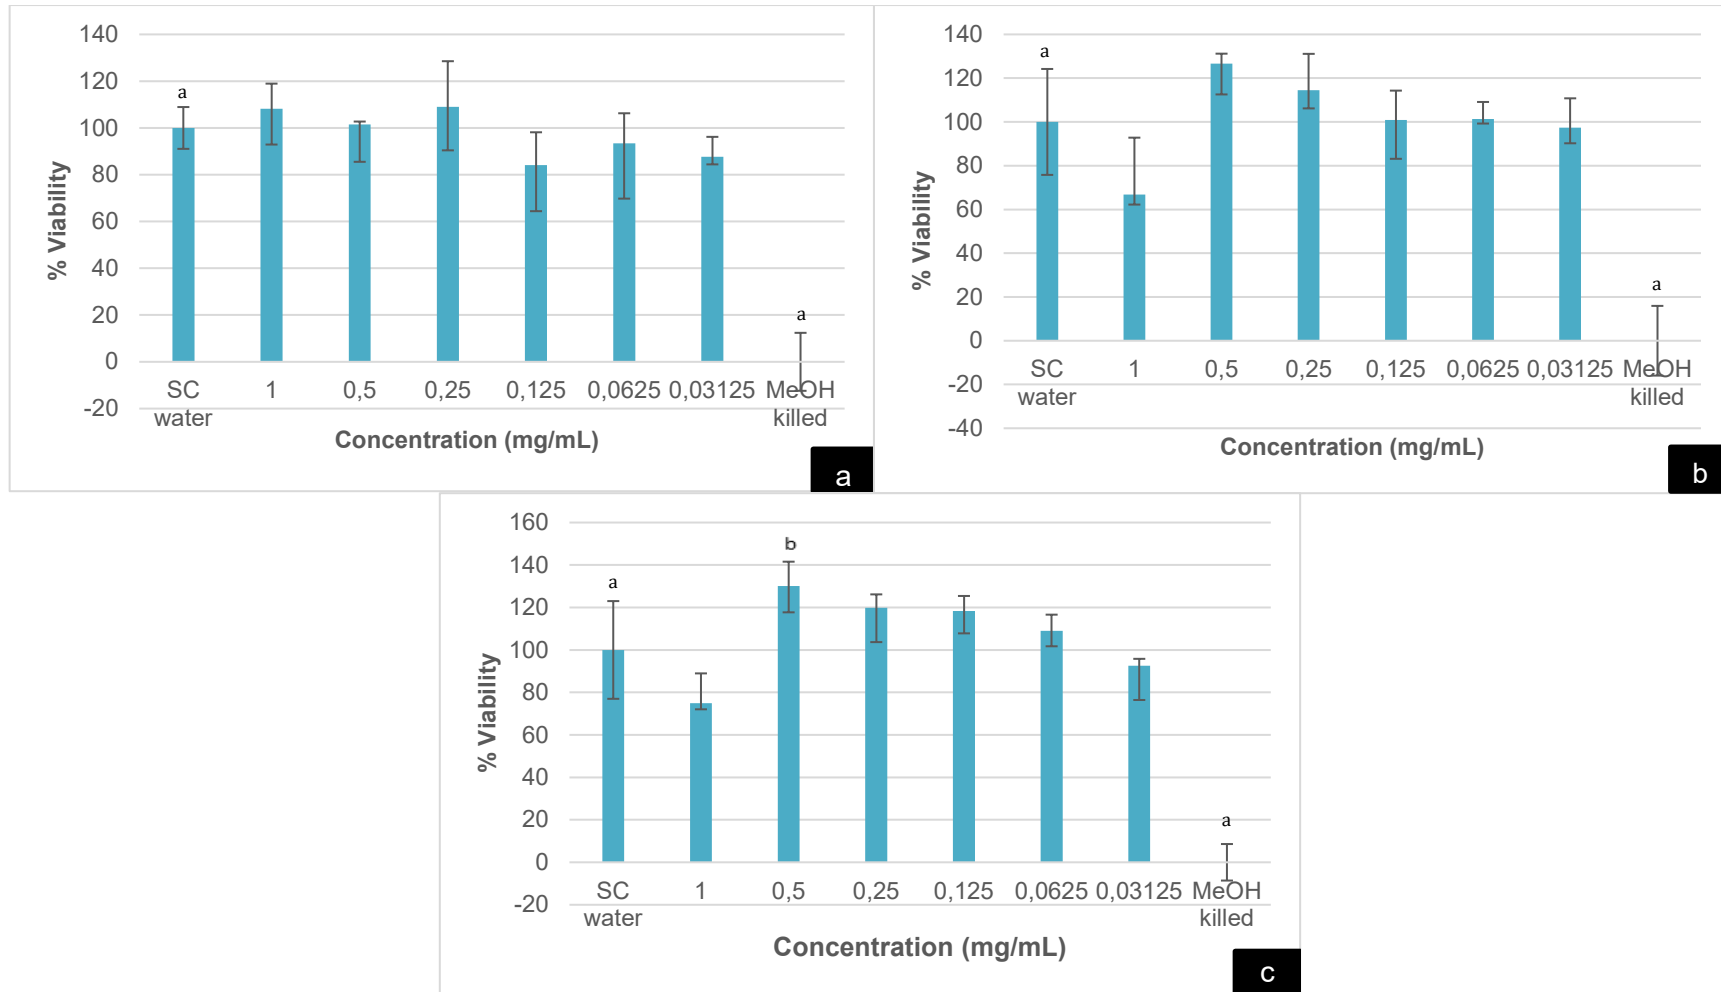 140
120
100
80
60
40
20
0
-20
% Viability
a
a
SC water
1
0,5
0,25
0,125
0,0625
0,03125
MeOH killed
Concentration (mg/mL)
a
140
120
100
80
60
40
20
0
-20
-40
% Viability
a
a
SC water
1
0,5
0,25
0,125
0,0625
0,03125
MeOH killed
Concentration (mg/mL)
b
160
140
120
100
80
60
40
20
0
-20
% Viability
a
b
a
SC water
1
0,5
0,25
0,125
0,0625
0,03125
MeOH killed
Concentration (mg/mL)
c